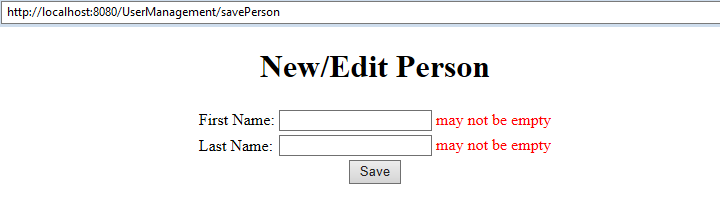 http://localhost:8080/UserManagement/savePerson
New/Edit Person
First Name: may not be empty
Last Name: may not be empty
Save